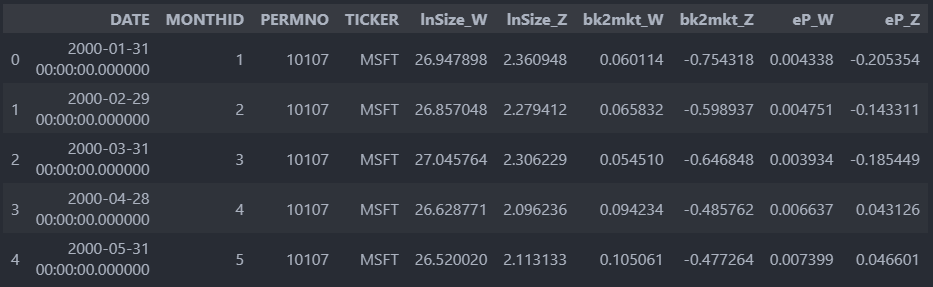 DATE MONTHID PERMNO TICKER lnSize_W lnSize_Z bk2mkt_W bk2mkt_Z eP_W eP_Z
0 2000-01-31 00:00:00.000000 1 10107 MSFT 26.947898 2.360948 0.060114 -0.754318 0.004338 -0.205354
1 2000-02-29 00:00:00.000000 2 10107 MSFT 26.857048 2.279412 0.065832 -0.598937 0.004751 -0.143311
2 2000-03-31 00:00:00.000000 3 10107 MSFT 27.045764 2.306229 0.054510 -0.646848 0.003934 -0.185449
3 2000-04-28 00:00:00.000000 4 10107 MSFT 26.628771 2.096236 0.094234 -0.485762 0.006637 0.043126
4 2000-05-31 00:00:00.000000 5 10107 MSFT 26.520020 2.113133 0.105061 -0.477264 0.007399 0.046601